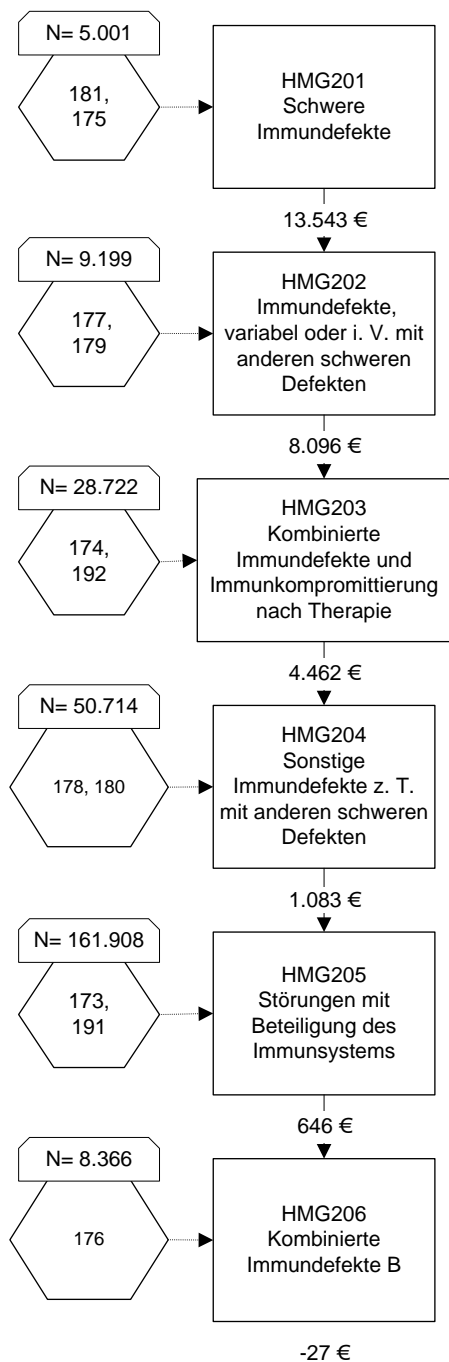 N= 5.001
181,
175
HMG201
Schwere
Immundefekte
13.543 €
N= 9.199
177,
179
HMG202
Immundefekte,
variabel oder i. V. mit
anderen schweren
Defekten
8.096 €
N= 28.722
174,
192
HMG203
Kombinierte
Immundefekte und
Immunkompromittierung
nach Therapie
4.462 €
N= 50.714
178, 180
HMG204
Sonstige
Immundefekte z. T.
mit anderen schweren
Defekten
1.083 €
N= 161.908
173,
191
HMG205
Störungen mit
Beteiligung des
Immunsystems
646 €
N= 8.366
176
HMG206
Kombinierte
Immundefekte B
-27 €